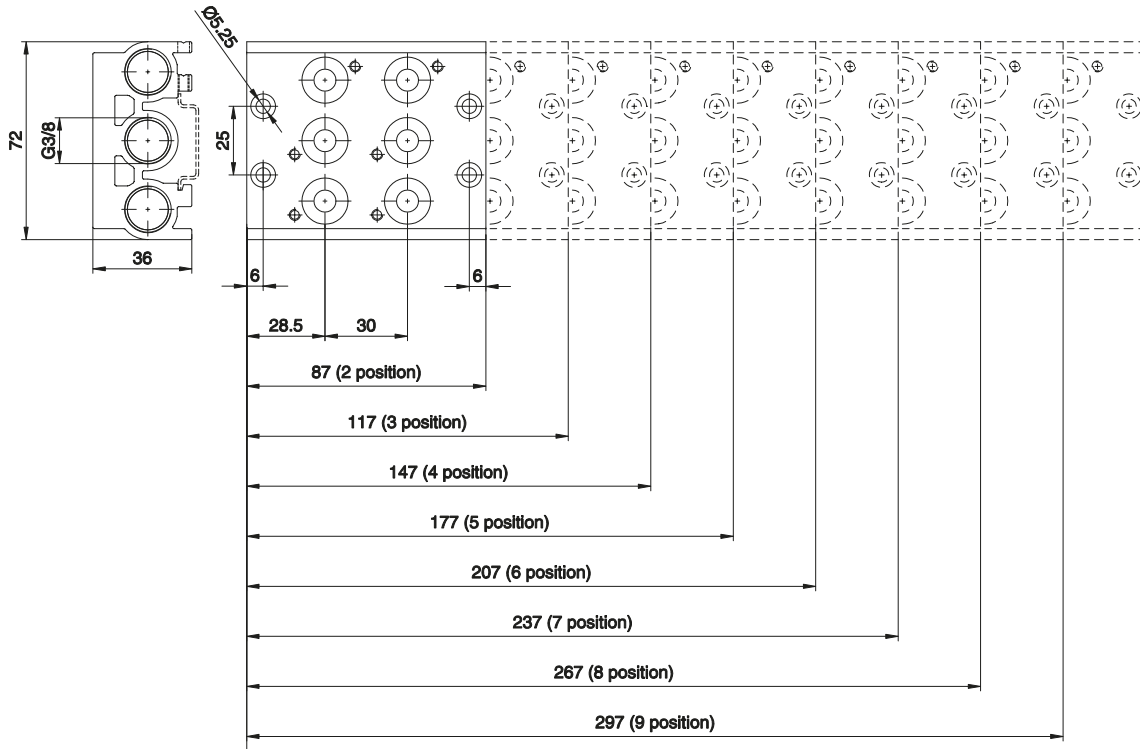 Ø5.25
72
G3/8
25
36
6
6
28.5
30
87 (2 position)
117 (3 position)
147 (4 position)
177 (5 position)
207 (6 position)
237 (7 position)
267 (8 position)
297 (9 position)